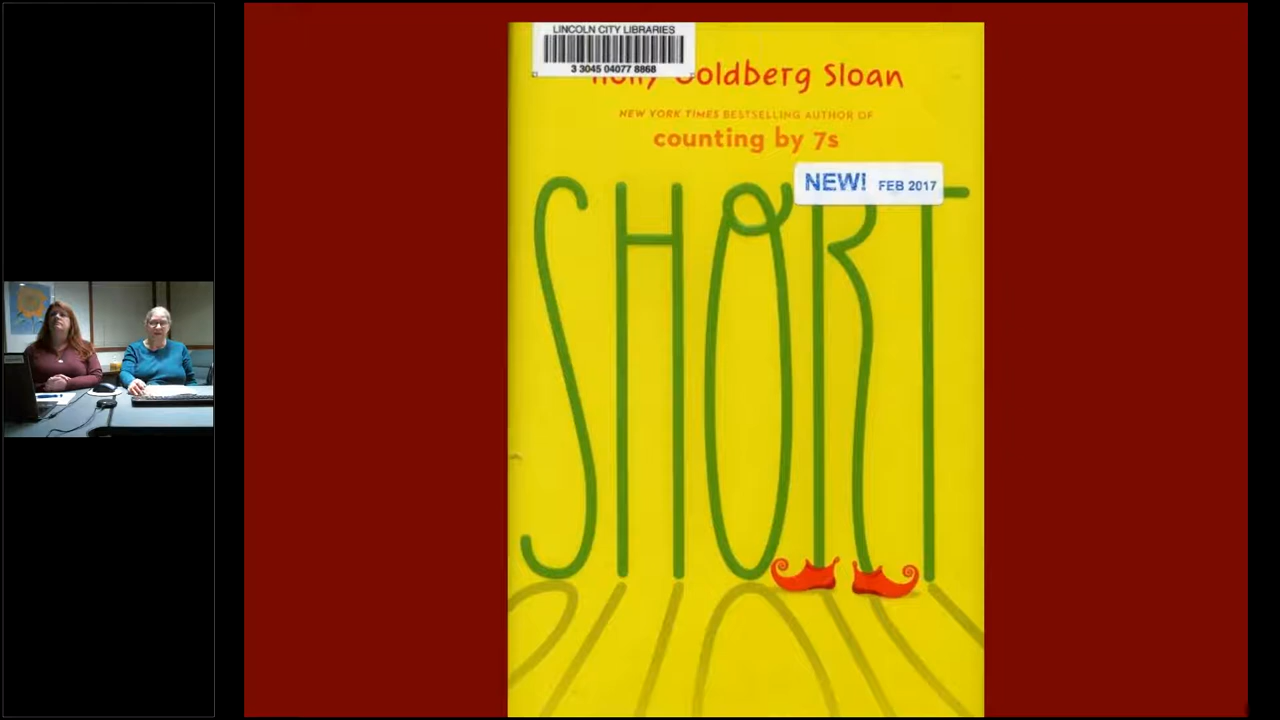 LINCOLN CITY LIBRARIES
3 3045 04077 8868
Goldberg Sloan
NEW YORK TIMES BESTSELLING AUTHOR OF
counting by 7s
NEW! FEB 2017
SHORT